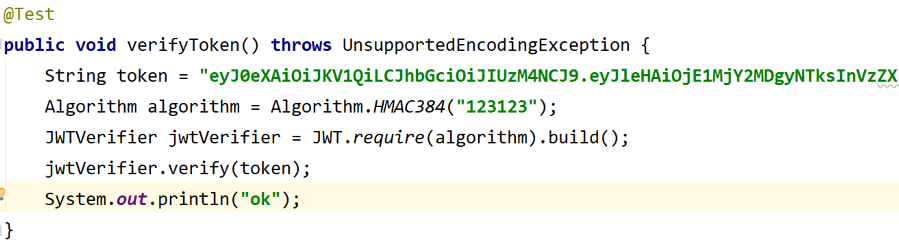 @Test
public void verifyToken() throws UnsupportedEncodingException {
String token = "eyJ0eXAiOiJKV1QiLCJhbGciOiJIUzM4NCJ9.eyJleHAiOjE1MjY2MDgyNTksInVzZX
Algorithm algorithm = Algorithm.HMAC384("123123");
JWTVerifier jwtVerifier = JWT.require(algorithm).build();
jwtVerifier.verify(token);
System.out.println("ok");
}